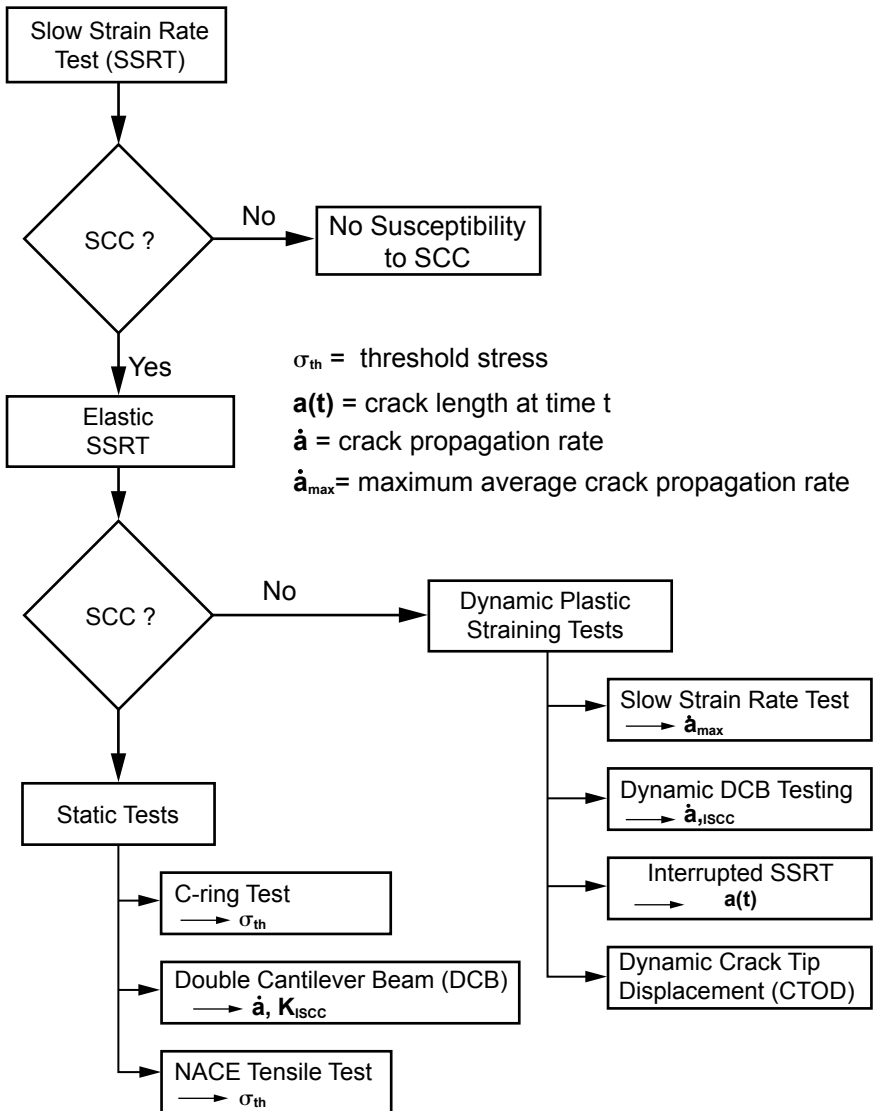 Slow Strain Rate
Test (SSRT)
SCC ?
No
No Susceptibility
to SCC
Yes
σth = threshold stress
a(t) = crack length at time t
ȧ = crack propagation rate
ȧmax= maximum average crack propagation rate
Elastic
SSRT
SCC ?
No
Dynamic Plastic
Straining Tests
Slow Strain Rate Test
→ ȧmax
Dynamic DCB Testing
→ ȧ,ISCC
Interrupted SSRT
→ a(t)
Dynamic Crack Tip
Displacement (CTOD)
Static Tests
C-ring Test
→ σth
Double Cantilever Beam (DCB)
→ ȧ, KISCC
NACE Tensile Test
→ σth